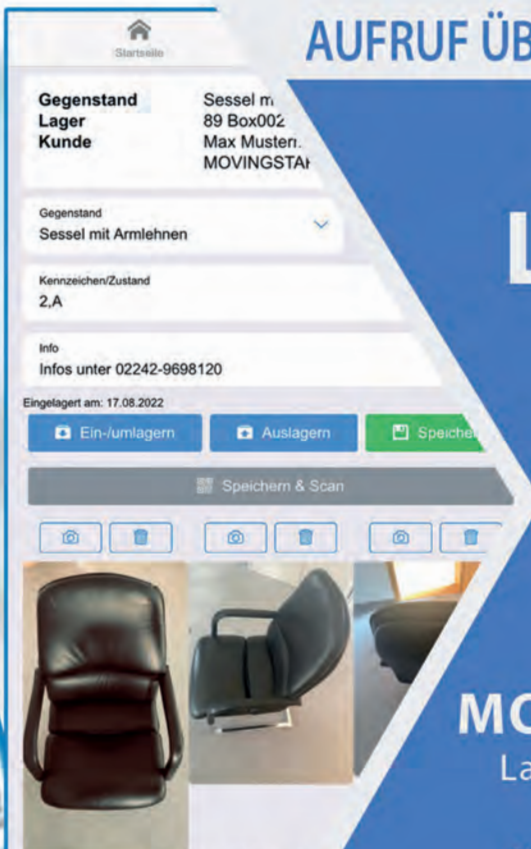 Startseite
AUFRUF ÜB
Gegenstand Sessel m
Lager 89 Box002
Kunde Max Muster
MOVINGSTA
L
Gegenstand
Sessel mit Armlehnen
Kennzeichen/Zustand
2,A
Info
Infos unter 02242-9698120
Eingelagert am: 17.08.2022
Ein-/umlagern Auslagern Speicher
Speichern & Scan
MO
La